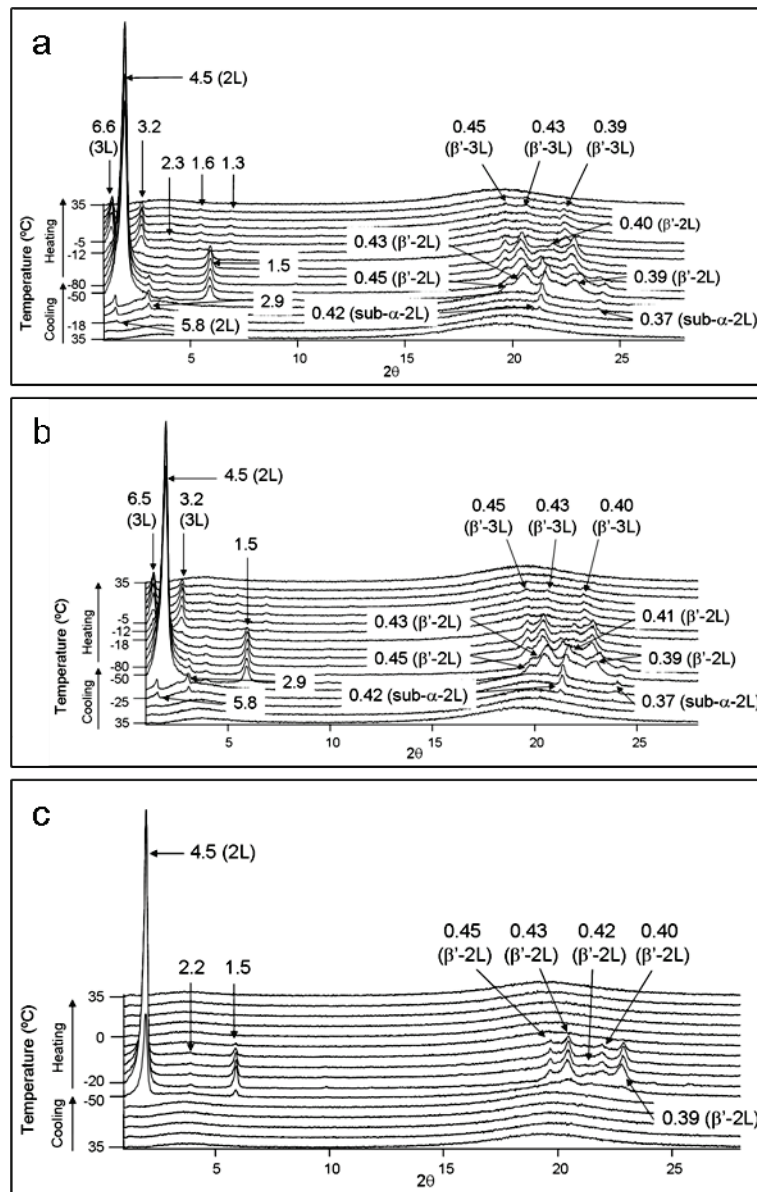 a
4.5 (2L)
6.6
(3L)
3.2
2.3
1.6
1.3
0.45
(β'-3L)
0.43
(β'-3L)
0.39
(β'-3L)
0.40 (β'-2L)
0.43 (β'-2L)
0.45 (β'-2L)
0.39 (β'-2L)
1.5
2.9
0.42 (sub-α-2L)
0.37 (sub-α-2L)
5.8 (2L)
Temperature (ºC)
Cooling
Heating
35
-5
-12
-80
-50
-18
35
5
10
15
20
25
2θ
b
4.5 (2L)
6.5
(3L)
3.2
(3L)
1.5
0.45
(β'-3L)
0.43
(β'-3L)
0.40
(β'-3L)
0.43 (β'-2L)
0.41 (β'-2L)
0.45 (β'-2L)
0.39 (β'-2L)
2.9
0.42 (sub-α-2L)
0.37 (sub-α-2L)
5.8
Temperature (ºC)
Cooling
Heating
35
-5
-12
-18
-80
-50
-25
35
5
10
15
20
25
2θ
c
4.5 (2L)
2.2
1.5
0.45
(β'-2L)
0.43
(β'-2L)
0.42
(β'-2L)
0.40
(β'-2L)
0.39 (β'-2L)
Temperature (ºC)
Cooling
Heating
35
0
-20
-50
35
5
10
15
20
25
2θ